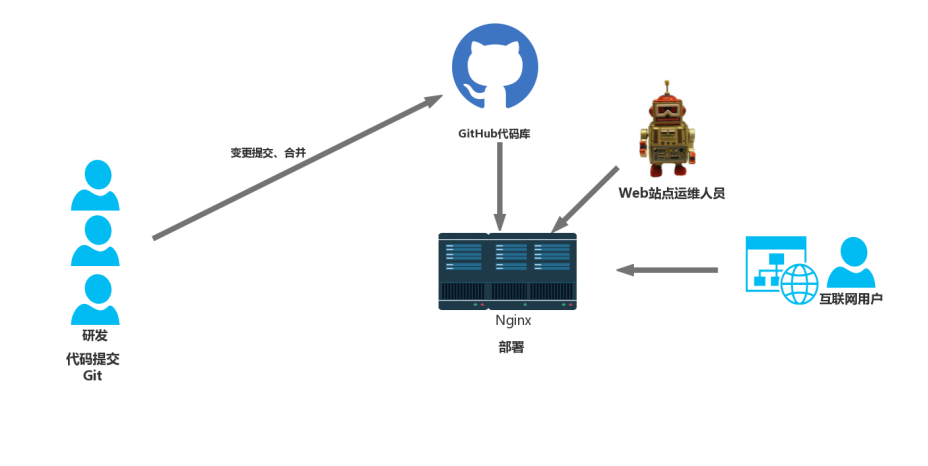 GitHub代码库
变更提交、合并
Web站点运维人员
互联网用户
Nginx
部署
研发
代码提交
Git